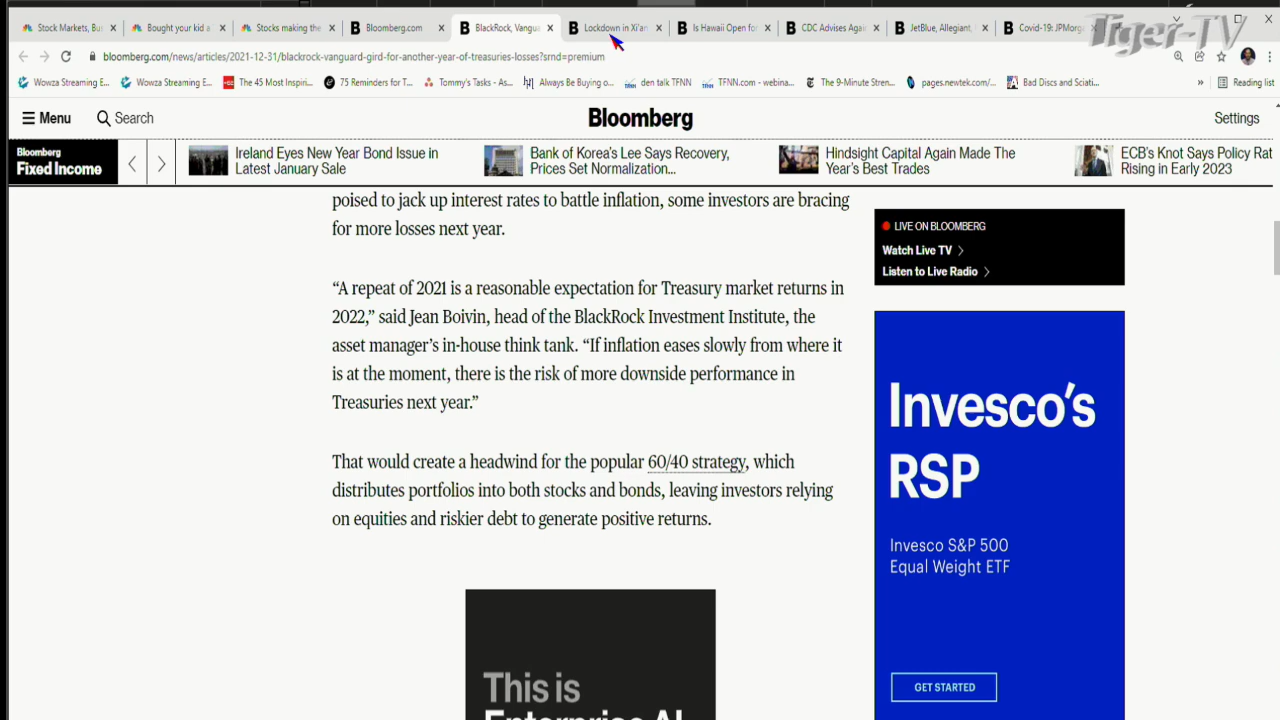 Tiger-TV
Stock Markets, Bus
Bought your kid a
Stocks making the
Bloomberg.com
BlackRock, Vangua
Lockdown in Xi'an
Is Hawaii Open for
CDC Advises Again
JetBlue, Allegiant,
Covid-19: JPMorg
bloomberg.com/news/articles/2021-12-31/blackrock-vanguard-gird-for-another-year-of-treasuries-losses?srnd=premium
Wowza Streaming E...
Wowza Streaming E...
The 45 Most Inspiri...
75 Reminders for T...
Tommy's Tasks - As...
Always Be Buying o...
den talk TFNN
TFNN.com - webina...
The 9-Minute Stren...
pages.newtek.com/...
Bad Discs and Sciati...
»
Reading list
Menu
Search
Bloomberg
Settings
Bloomberg
Fixed Income
Ireland Eyes New Year Bond Issue in
Latest January Sale
Bank of Korea's Lee Says Recovery,
Prices Set Normalization...
Hindsight Capital Again Made The
Year's Best Trades
ECB's Knot Says Policy Rat
Rising in Early 2023
poised to jack up interest rates to battle inflation, some investors are bracing
for more losses next year.
“A repeat of 2021 is a reasonable expectation for Treasury market returns in
2022,” said Jean Boivin, head of the BlackRock Investment Institute, the
asset manager’s in-house think tank. “If inflation eases slowly from where it
is at the moment, there is the risk of more downside performance in
Treasuries next year.”
That would create a headwind for the popular 60/40 strategy, which
distributes portfolios into both stocks and bonds, leaving investors relying
on equities and riskier debt to generate positive returns.
LIVE ON BLOOMBERG
Watch Live TV
Listen to Live Radio
Invesco’s
RSP
Invesco S&P 500
Equal Weight ETF
GET STARTED
This is
Enterprise AI